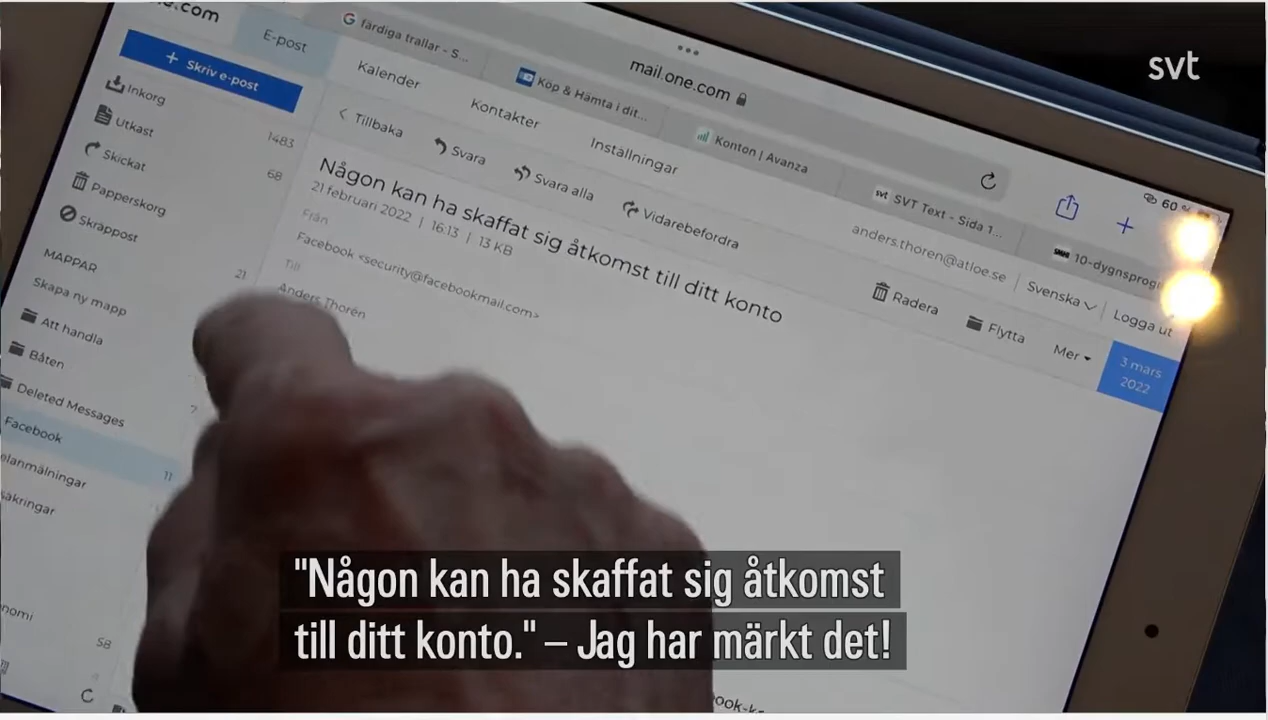 ne.com
E-post
färdiga trallar - S...
Köp & Hämta i dit...
mail.one.com
Konton | Avanza
SVT Text - Sida 1...
10-dygnsprogn
60 %
svt
+ Skriv e-post
Kalender
Kontakter
Inställningar
anders.thoren@atloe.se
Svenska
Logga ut
Inkorg 1483
Utkast 68
Skickat
Papperskorg
Skräppost 21
MAPPAR
Skapa ny mapp
Att handla
Båten
Deleted Messages 7
Facebook 11
elanmälningar
säkringar
nomi 58
Tillbaka
Svara
Svara alla
Vidarebefordra
Radera
Flytta
Mer
3 mars
2022
Någon kan ha skaffat sig åtkomst till ditt konto
21 februari 2022 | 16:13 | 13 KB
Från
Facebook <security@facebookmail.com>
Till
Anders Thorén
"Någon kan ha skaffat sig åtkomst
till ditt konto." – Jag har märkt det!